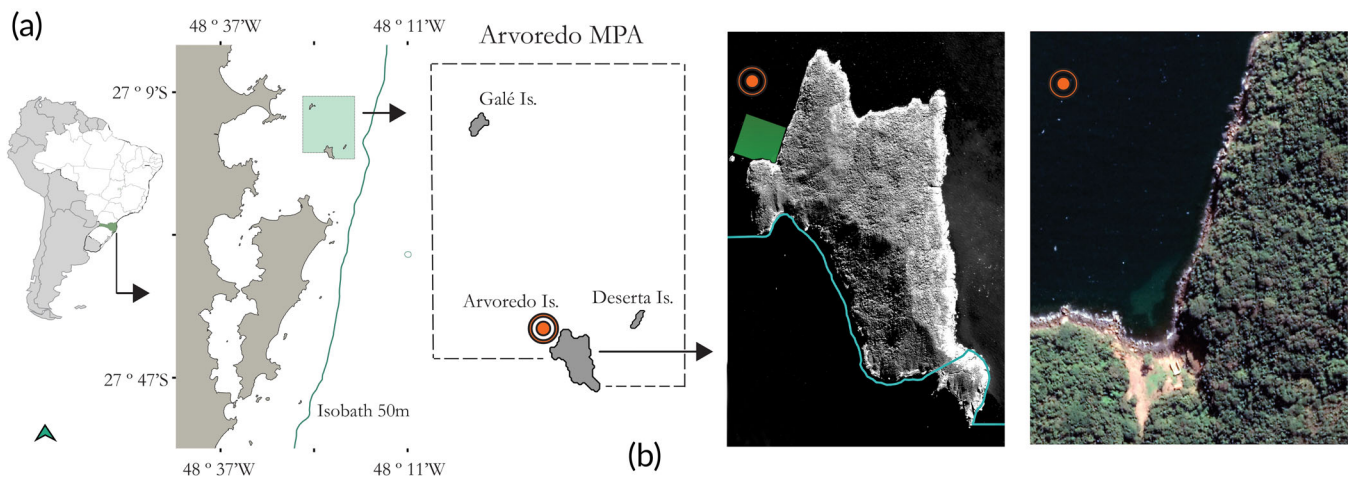 (a)
48 º 37’W
48 º 11’W
Arvoredo MPA
27 º 9’S
Galé Is.
Arvoredo Is.
Deserta Is.
27 º 47’S
Isobath 50m
(b)
48 º 37’W
48 º 11’W